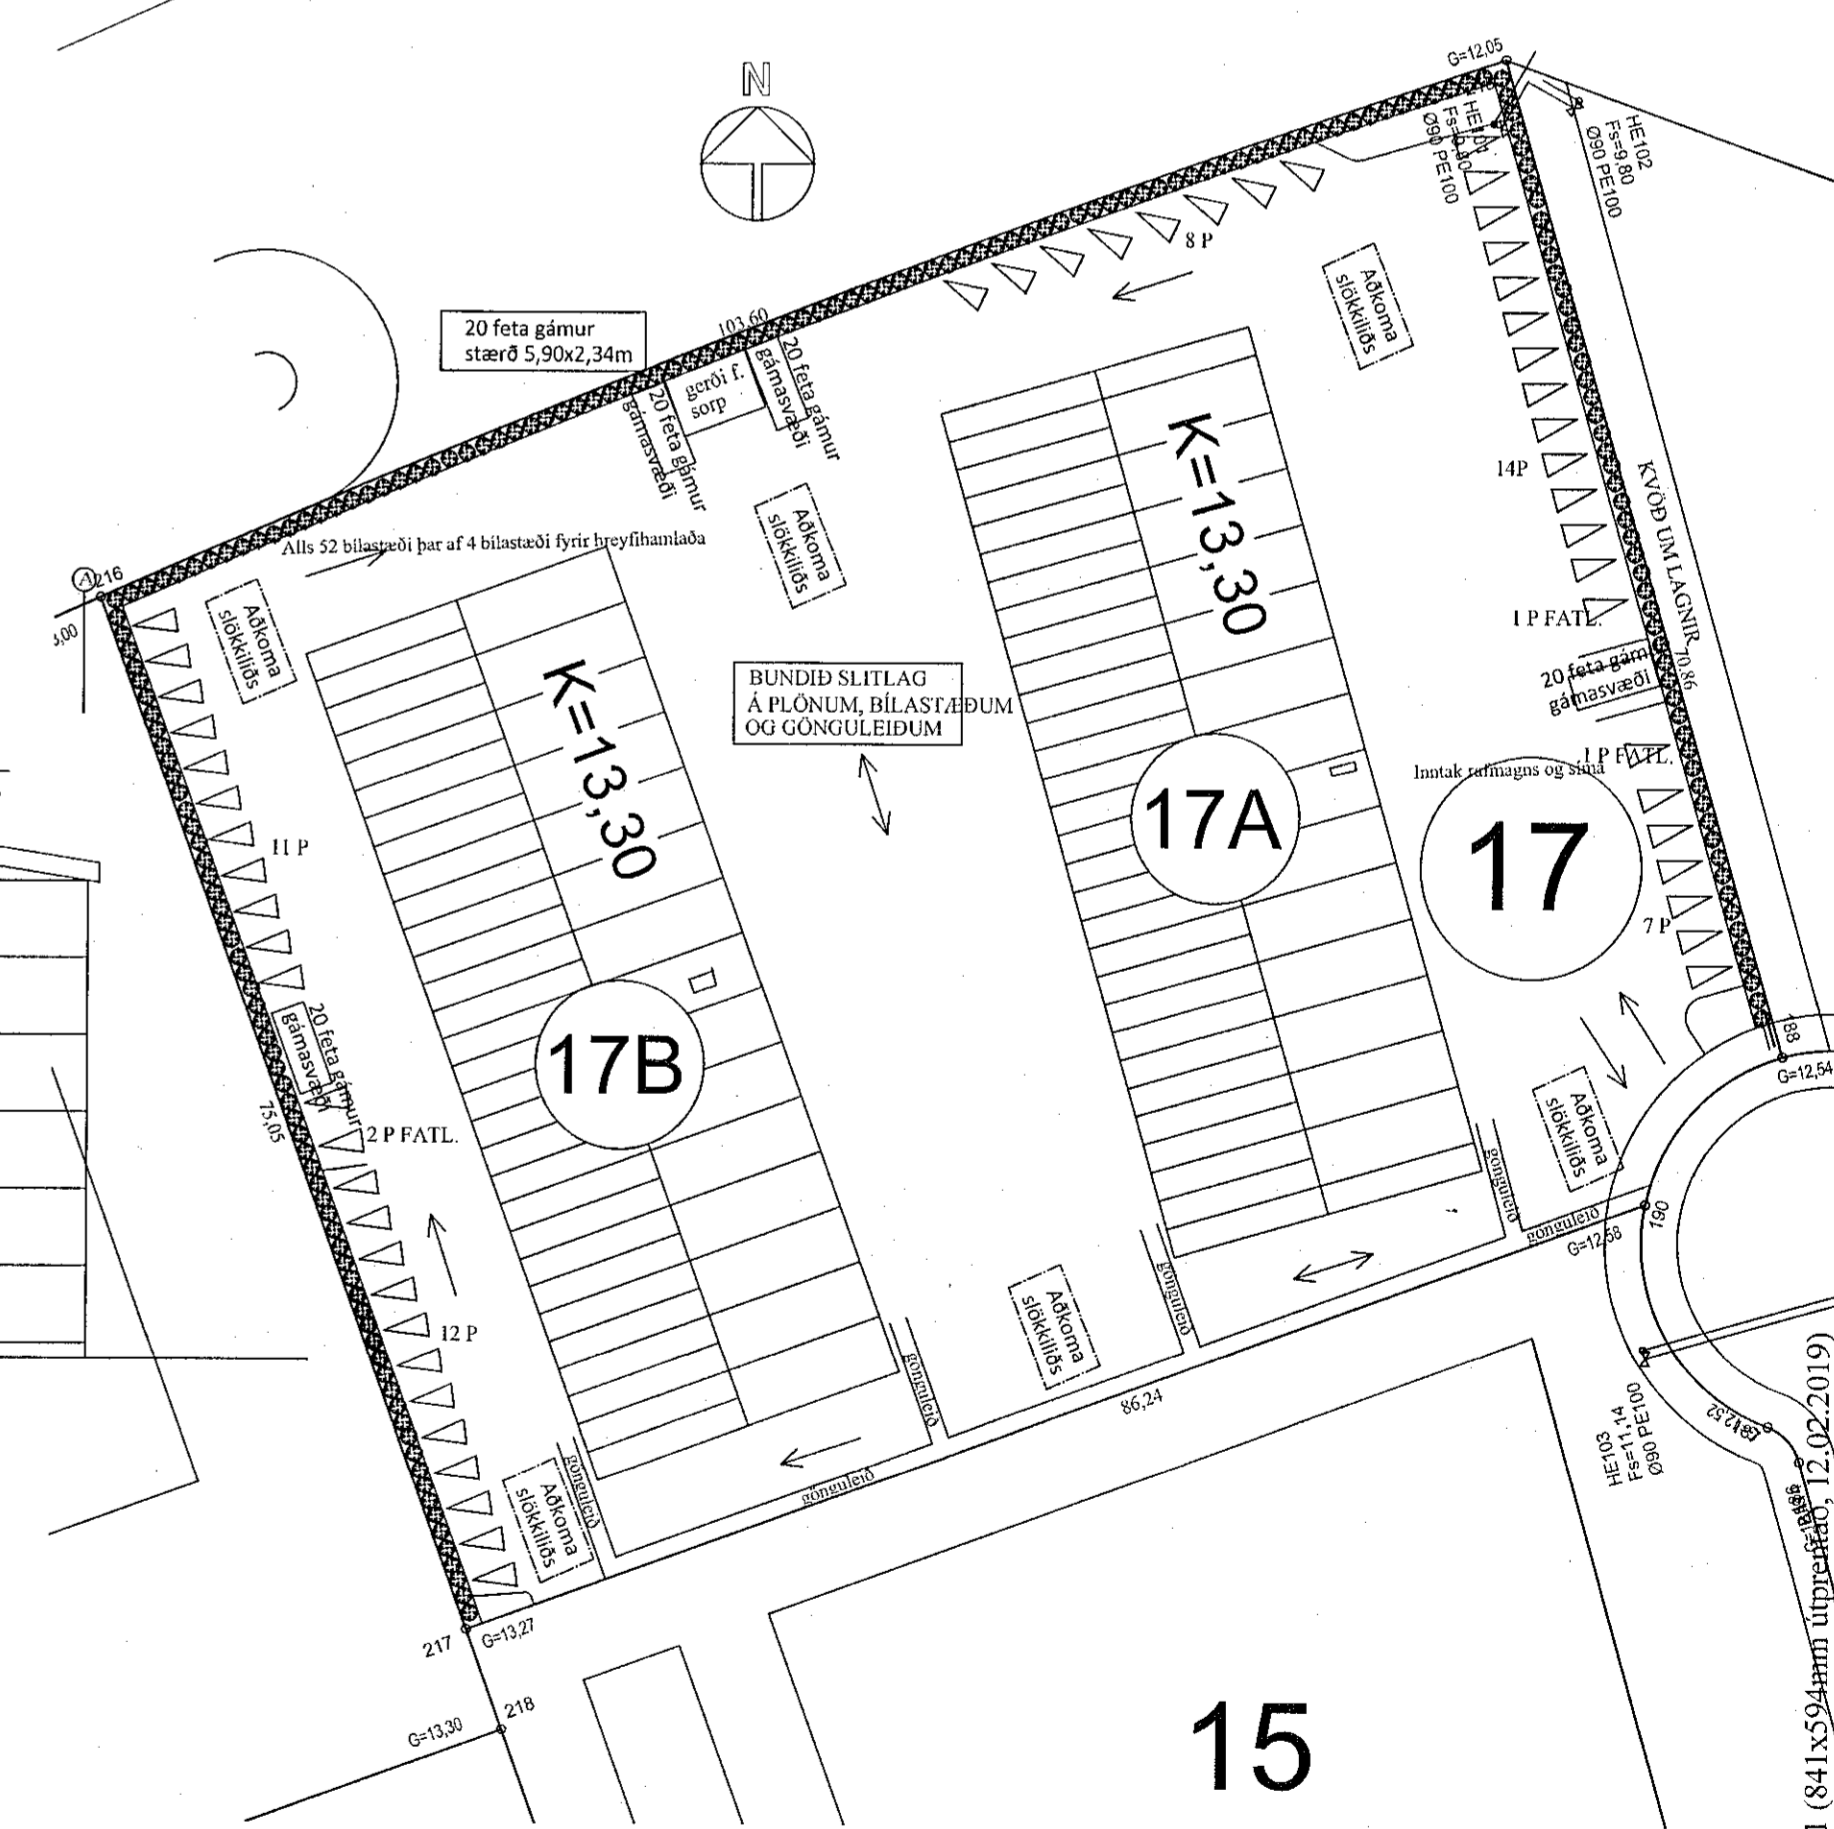 N
G=12,05
HE101
Fs=9,80
Ø90 PE100
HE102
Fs=9,80
Ø90 PE100
8 P
Aðkoma
slökkiliðs
20 feta gámur
stærð 5,90x2,34m
103,60
gerði f.
sorp
20 feta gámur
gámasvæði
20 feta gámur
gámasvæði
Aðkoma
slökkiliðs
K=13,30
14P
KVÖÐ UM LAGNIR
70,86
Alls 52 bílastæði þar af 4 bílastæði fyrir hreyfihamlaða
A
216
Aðkoma
slökkiliðs
K=13,30
1 P FATL.
20 feta gám
gámasvæði
BUNDIÐ SLITLAG
Á PLÖNUM, BÍLASTÆÐUM
OG GÖNGULEIÐUM
1 P FATL.
Inntak rafmagns og síma
17A
17
11 P
7 P
17B
20 feta gámur
gámasvæði
75,05
2 P FATL.
188
G=12,54
Aðkoma
slökkiliðs
gönguleið
gönguleið
G=12,58
190
12 P
Aðkoma
slökkiliðs
gönguleið
86,24
gönguleið
gönguleið
gönguleið
Aðkoma
slökkiliðs
HE103
Fs=11,14
Ø90 PE100
217
G=13,27
218
G=13,30
15
(841x594mm útprentað, 12.02.2019)